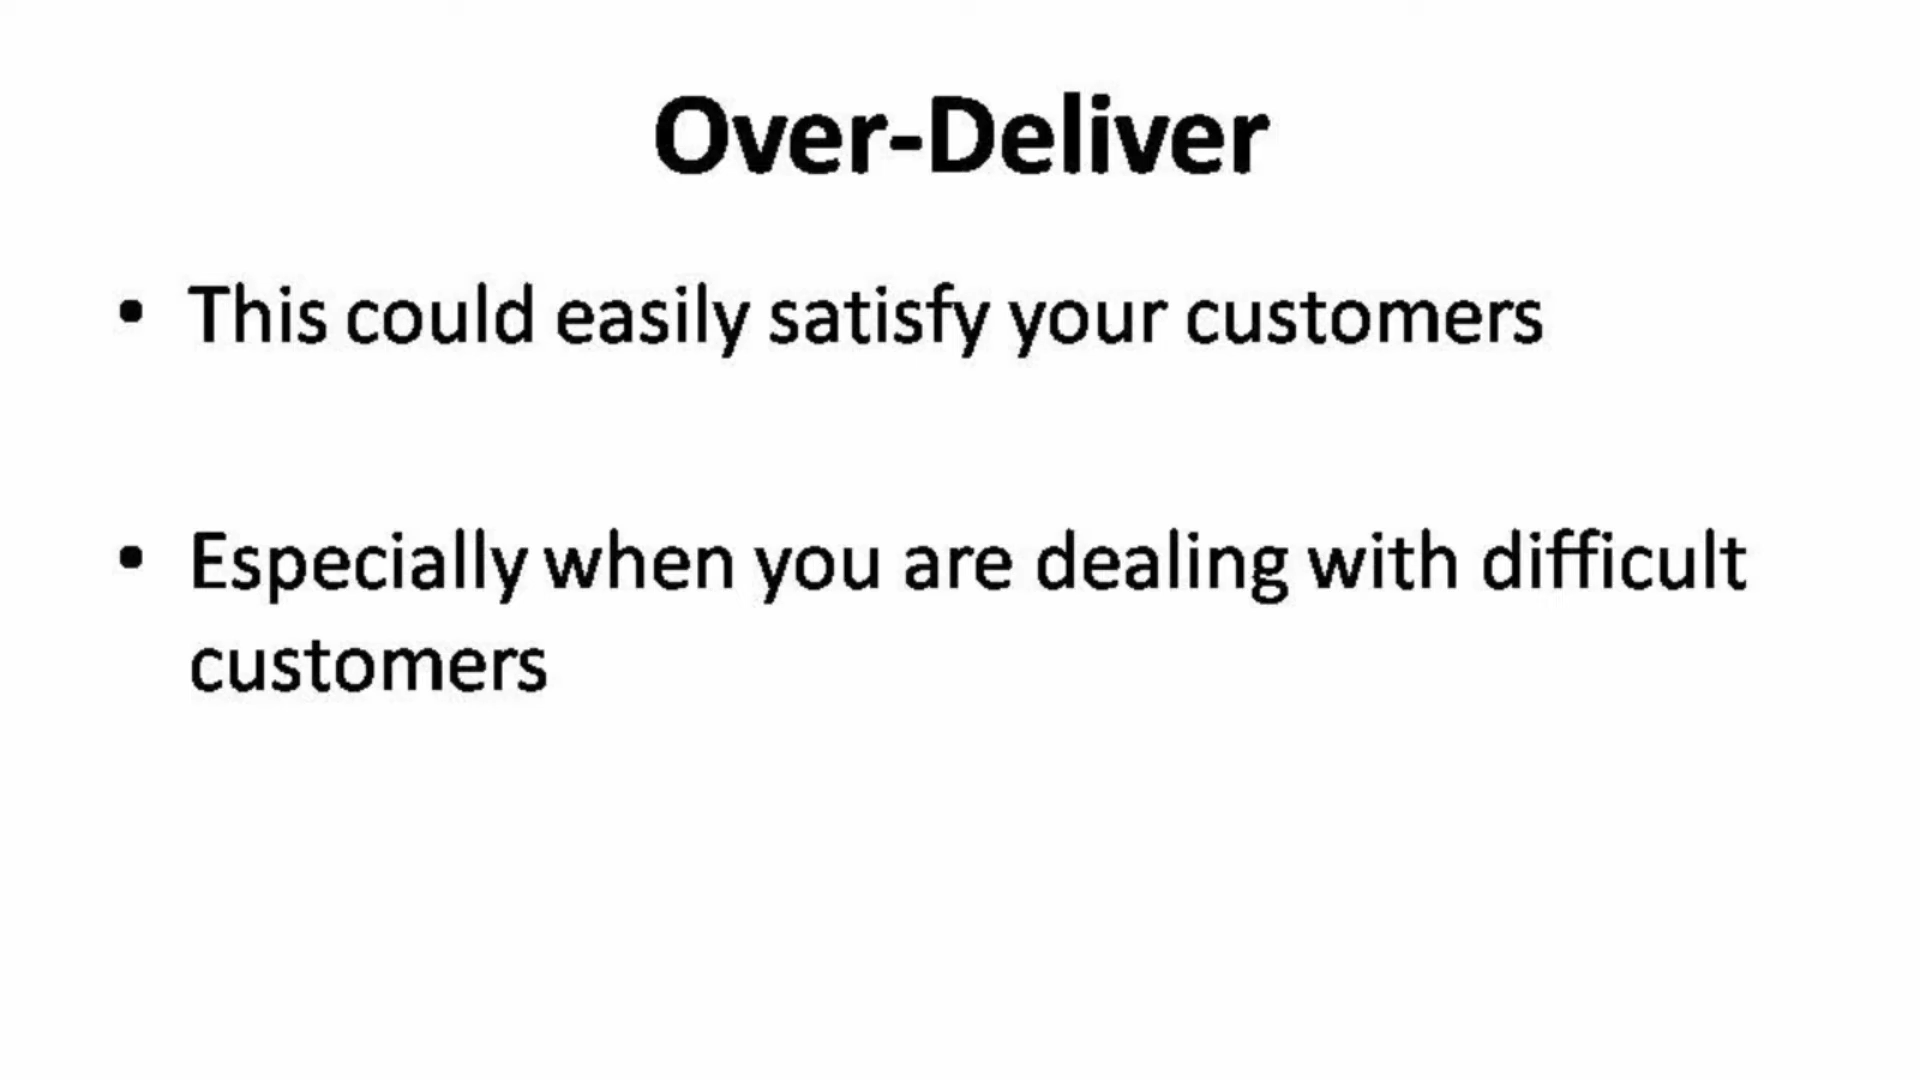 Over-Deliver
• This could easily satisfy your customers
• Especially when you are dealing with difficult
customers